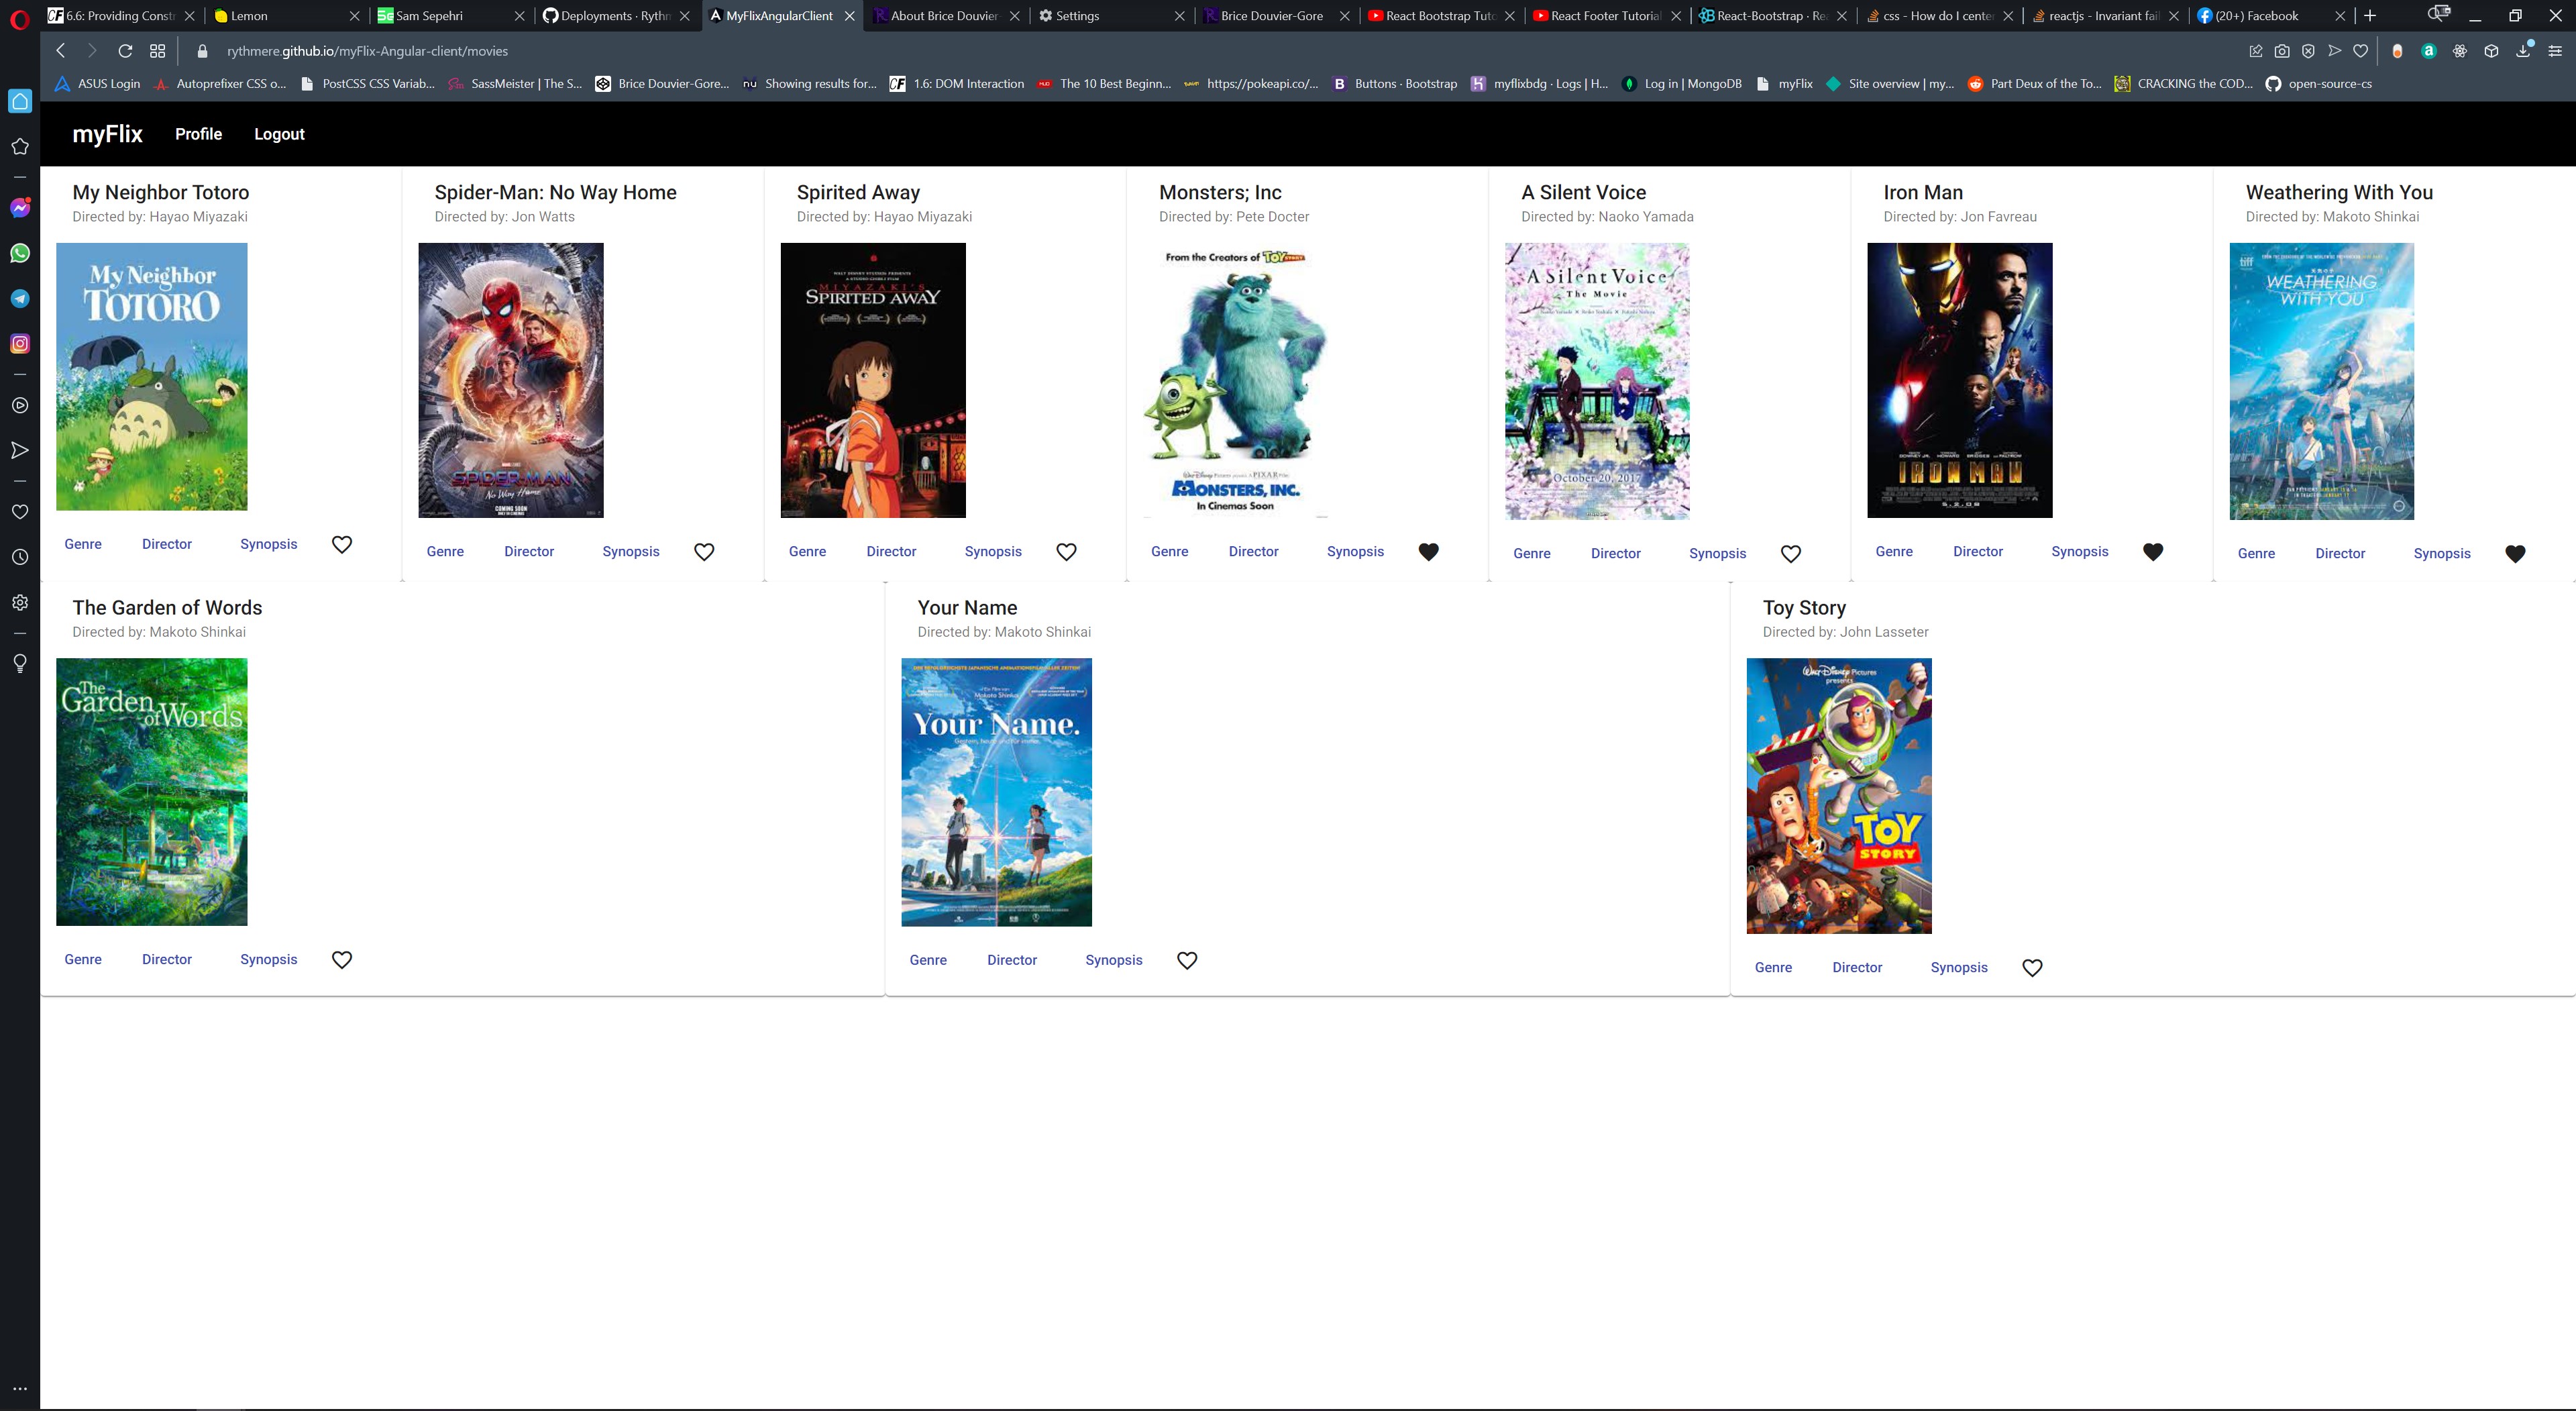 6.6: Providing Constr
Lemon
Sam Sepehri
Deployments · Rythn
MyFlixAngularClient
About Brice Douvier-
Settings
Brice Douvier-Gore
React Bootstrap Tuto
React Footer Tutorial
React-Bootstrap · Re
css - How do I cente
reactjs - Invariant fail
(20+) Facebook
rythmere.github.io/myFlix-Angular-client/movies
ASUS Login
Autoprefixer CSS o...
PostCSS CSS Variab...
SassMeister | The S...
Brice Douvier-Gore...
Showing results for...
1.6: DOM Interaction
The 10 Best Beginn...
https://pokeapi.co/...
Buttons · Bootstrap
myflixbdg · Logs | H...
Log in | MongoDB
myFlix
Site overview | my...
Part Deux of the To...
CRACKING the COD...
open-source-cs
myFlix Profile Logout
My Neighbor Totoro
Directed by: Hayao Miyazaki
My Neighbor
TOTORO
Genre Director Synopsis
Spider-Man: No Way Home
Directed by: Jon Watts
SPIDER-MAN
No Way Home
COMING SOON
Genre Director Synopsis
Spirited Away
Directed by: Hayao Miyazaki
MIYAZAKI'S
SPIRITED AWAY
Genre Director Synopsis
Monsters; Inc
Directed by: Pete Docter
From the Creators of TOY STORY
MONSTERS, INC.
In Cinemas Soon
Genre Director Synopsis
A Silent Voice
Directed by: Naoko Yamada
A Silent Voice
The Movie
October 20, 2017
Genre Director Synopsis
Iron Man
Directed by: Jon Favreau
IRON MAN
5.2.08
Genre Director Synopsis
Weathering With You
Directed by: Makoto Shinkai
tiff
WEATHERING
WITH YOU
Genre Director Synopsis
The Garden of Words
Directed by: Makoto Shinkai
The
Garden
of Words
Genre Director Synopsis
Your Name
Directed by: Makoto Shinkai
Makoto Shinkai
Your Name.
Genre Director Synopsis
Toy Story
Directed by: John Lasseter
Walt Disney Pictures
presents
TOY
STORY
Genre Director Synopsis